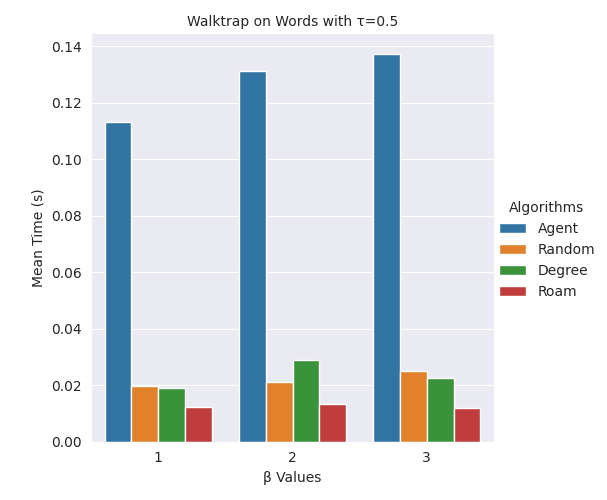 Walktrap on Words with τ=0.5
0.14
0.12
0.10
0.08
0.06
0.04
0.02
0.00
Mean Time (s)
1 2 3
β Values
Algorithms
Agent
Random
Degree
Roam